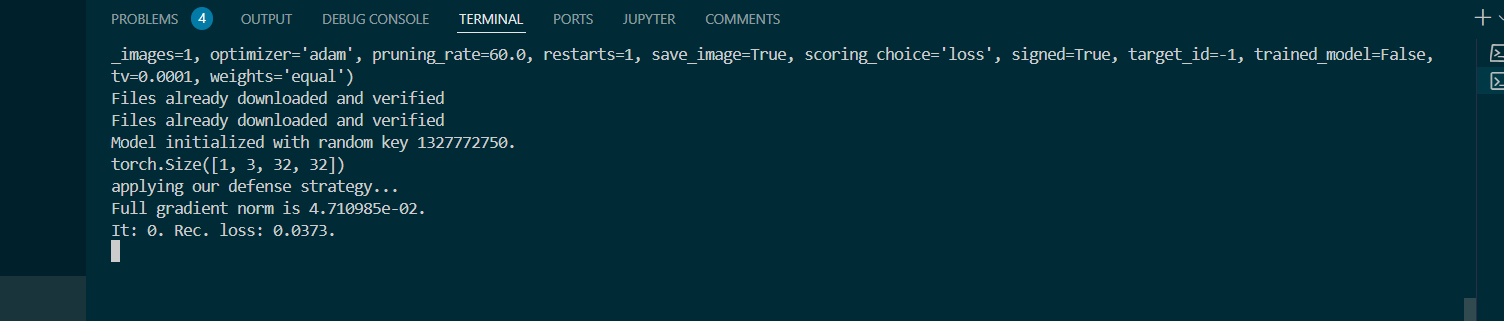 PROBLEMS 4 OUTPUT DEBUG CONSOLE TERMINAL PORTS JUPYTER COMMENTS
_images=1, optimizer='adam', pruning_rate=60.0, restarts=1, save_image=True, scoring_choice='loss', signed=True, target_id=-1, trained_model=False,
tv=0.0001, weights='equal')
Files already downloaded and verified
Files already downloaded and verified
Model initialized with random key 1327772750.
torch.Size([1, 3, 32, 32])
applying our defense strategy...
Full gradient norm is 4.710985e-02.
It: 0. Rec. loss: 0.0373.